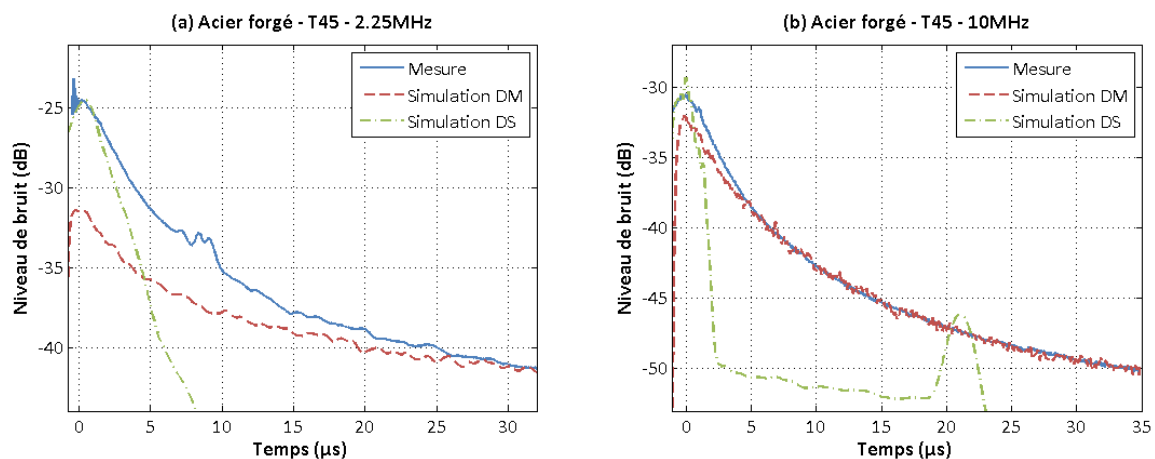 (a) Acier forgé - T45 - 2.25MHz
Niveau de bruit (dB)
-25
-30
-35
-40
Mesure
Simulation DM
Simulation DS
0 5 10 15 20 25 30
Temps (µs)
(b) Acier forgé - T45 - 10MHz
Niveau de bruit (dB)
-30
-35
-40
-45
-50
Mesure
Simulation DM
Simulation DS
0 5 10 15 20 25 30 35
Temps (µs)